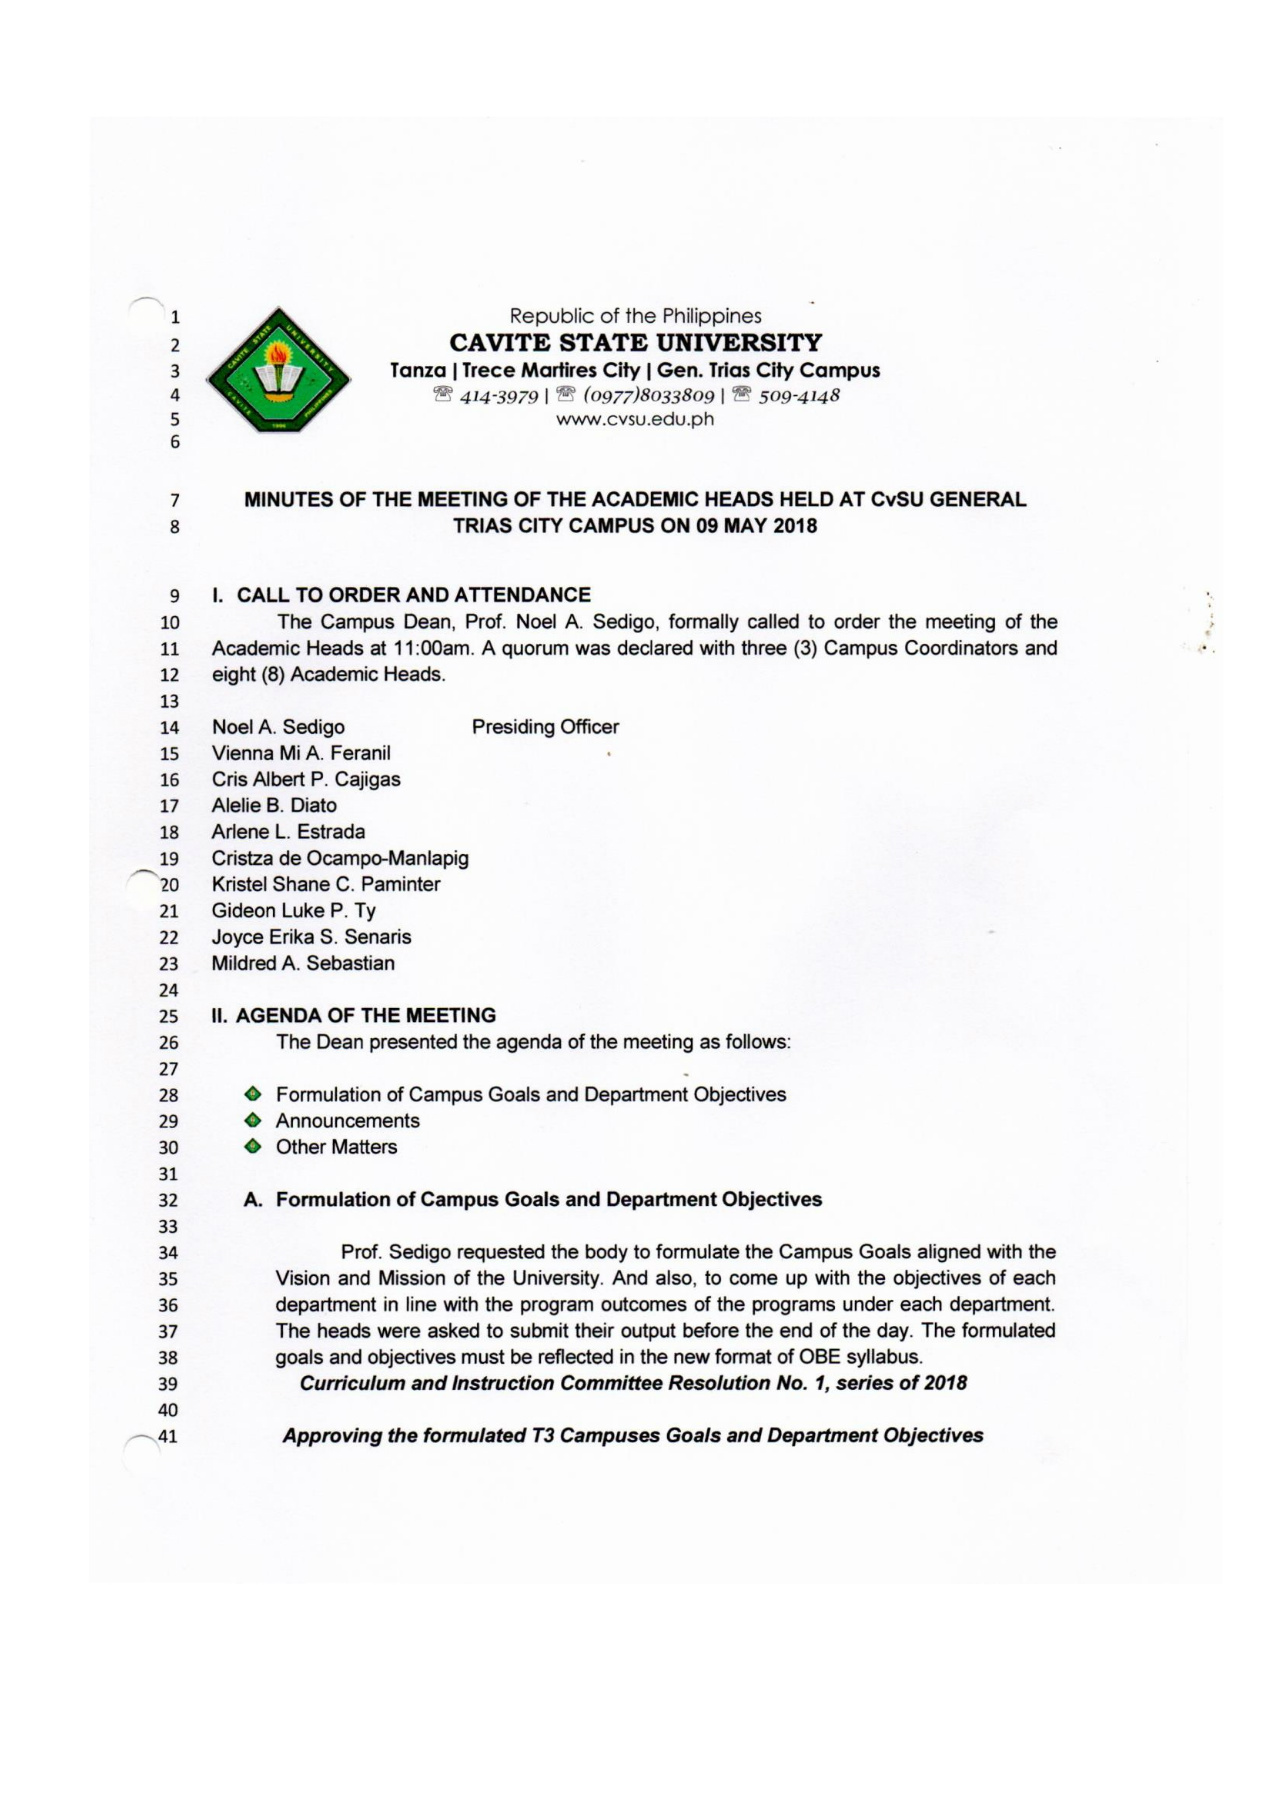 1 Republic of the Philippines
2 CAVITE STATE UNIVERSITY
3 Tanza | Trece Martires City | Gen. Trias City Campus
4 ☏ 414-3979 | ☏ (0977)8033809 | ☏ 509-4148
5 www.cvsu.edu.ph
6
CAVITE STATE UNIVERSITY
CAVITE PHILIPPINES
7 MINUTES OF THE MEETING OF THE ACADEMIC HEADS HELD AT CvSU GENERAL
8 TRIAS CITY CAMPUS ON 09 MAY 2018
9 I. CALL TO ORDER AND ATTENDANCE
10 The Campus Dean, Prof. Noel A. Sedigo, formally called to order the meeting of the
11 Academic Heads at 11:00am. A quorum was declared with three (3) Campus Coordinators and
12 eight (8) Academic Heads.
13
14 Noel A. Sedigo Presiding Officer
15 Vienna Mi A. Feranil
16 Cris Albert P. Cajigas
17 Alelie B. Diato
18 Arlene L. Estrada
19 Cristza de Ocampo-Manlapig
20 Kristel Shane C. Paminter
21 Gideon Luke P. Ty
22 Joyce Erika S. Senaris
23 Mildred A. Sebastian
24
25 II. AGENDA OF THE MEETING
26 The Dean presented the agenda of the meeting as follows:
27
28 Formulation of Campus Goals and Department Objectives
29 Announcements
30 Other Matters
31
32 A. Formulation of Campus Goals and Department Objectives
33
34 Prof. Sedigo requested the body to formulate the Campus Goals aligned with the
35 Vision and Mission of the University. And also, to come up with the objectives of each
36 department in line with the program outcomes of the programs under each department.
37 The heads were asked to submit their output before the end of the day. The formulated
38 goals and objectives must be reflected in the new format of OBE syllabus.
39 Curriculum and Instruction Committee Resolution No. 1, series of 2018
40
41 Approving the formulated T3 Campuses Goals and Department Objectives